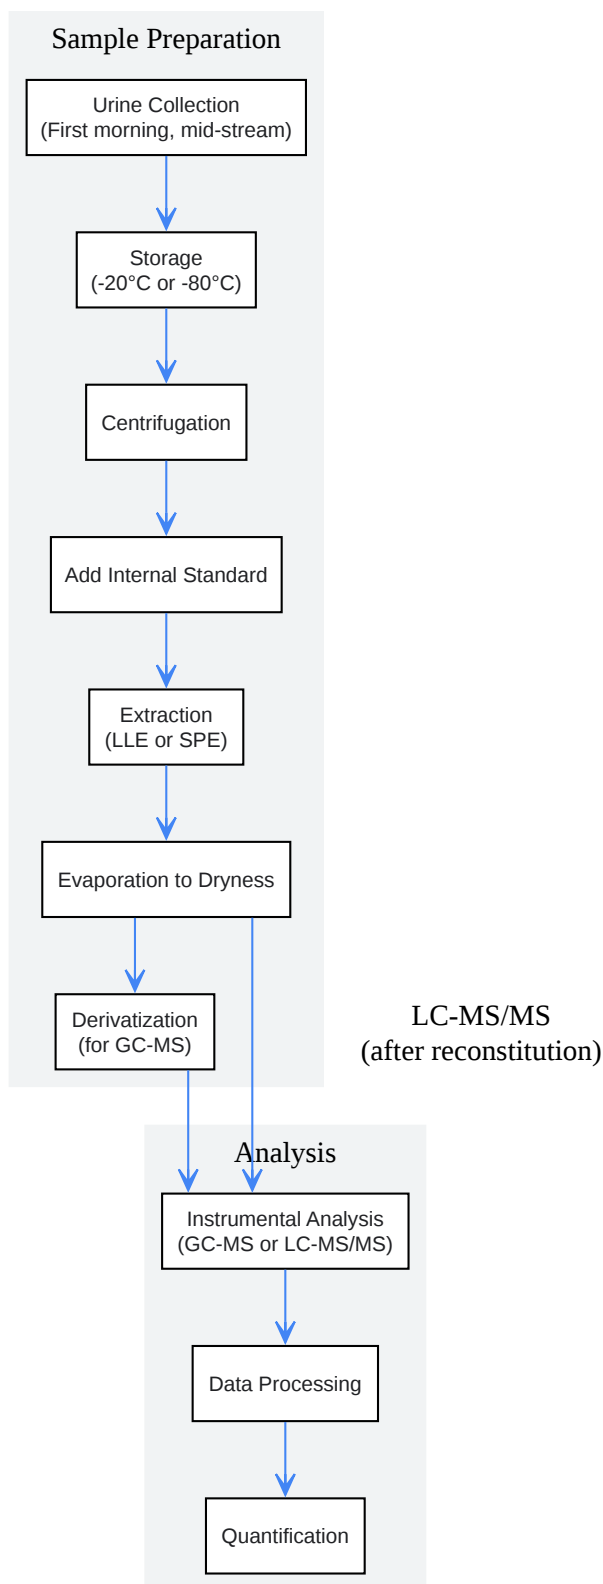 Sample Preparation
Urine Collection
(First morning, mid-stream)
Storage
(-20°C or -80°C)
Centrifugation
Add Internal Standard
Extraction
(LLE or SPE)
Evaporation to Dryness
Derivatization
(for GC-MS)
LC-MS/MS
(after reconstitution)
Analysis
Instrumental Analysis
(GC-MS or LC-MS/MS)
Data Processing
Quantification